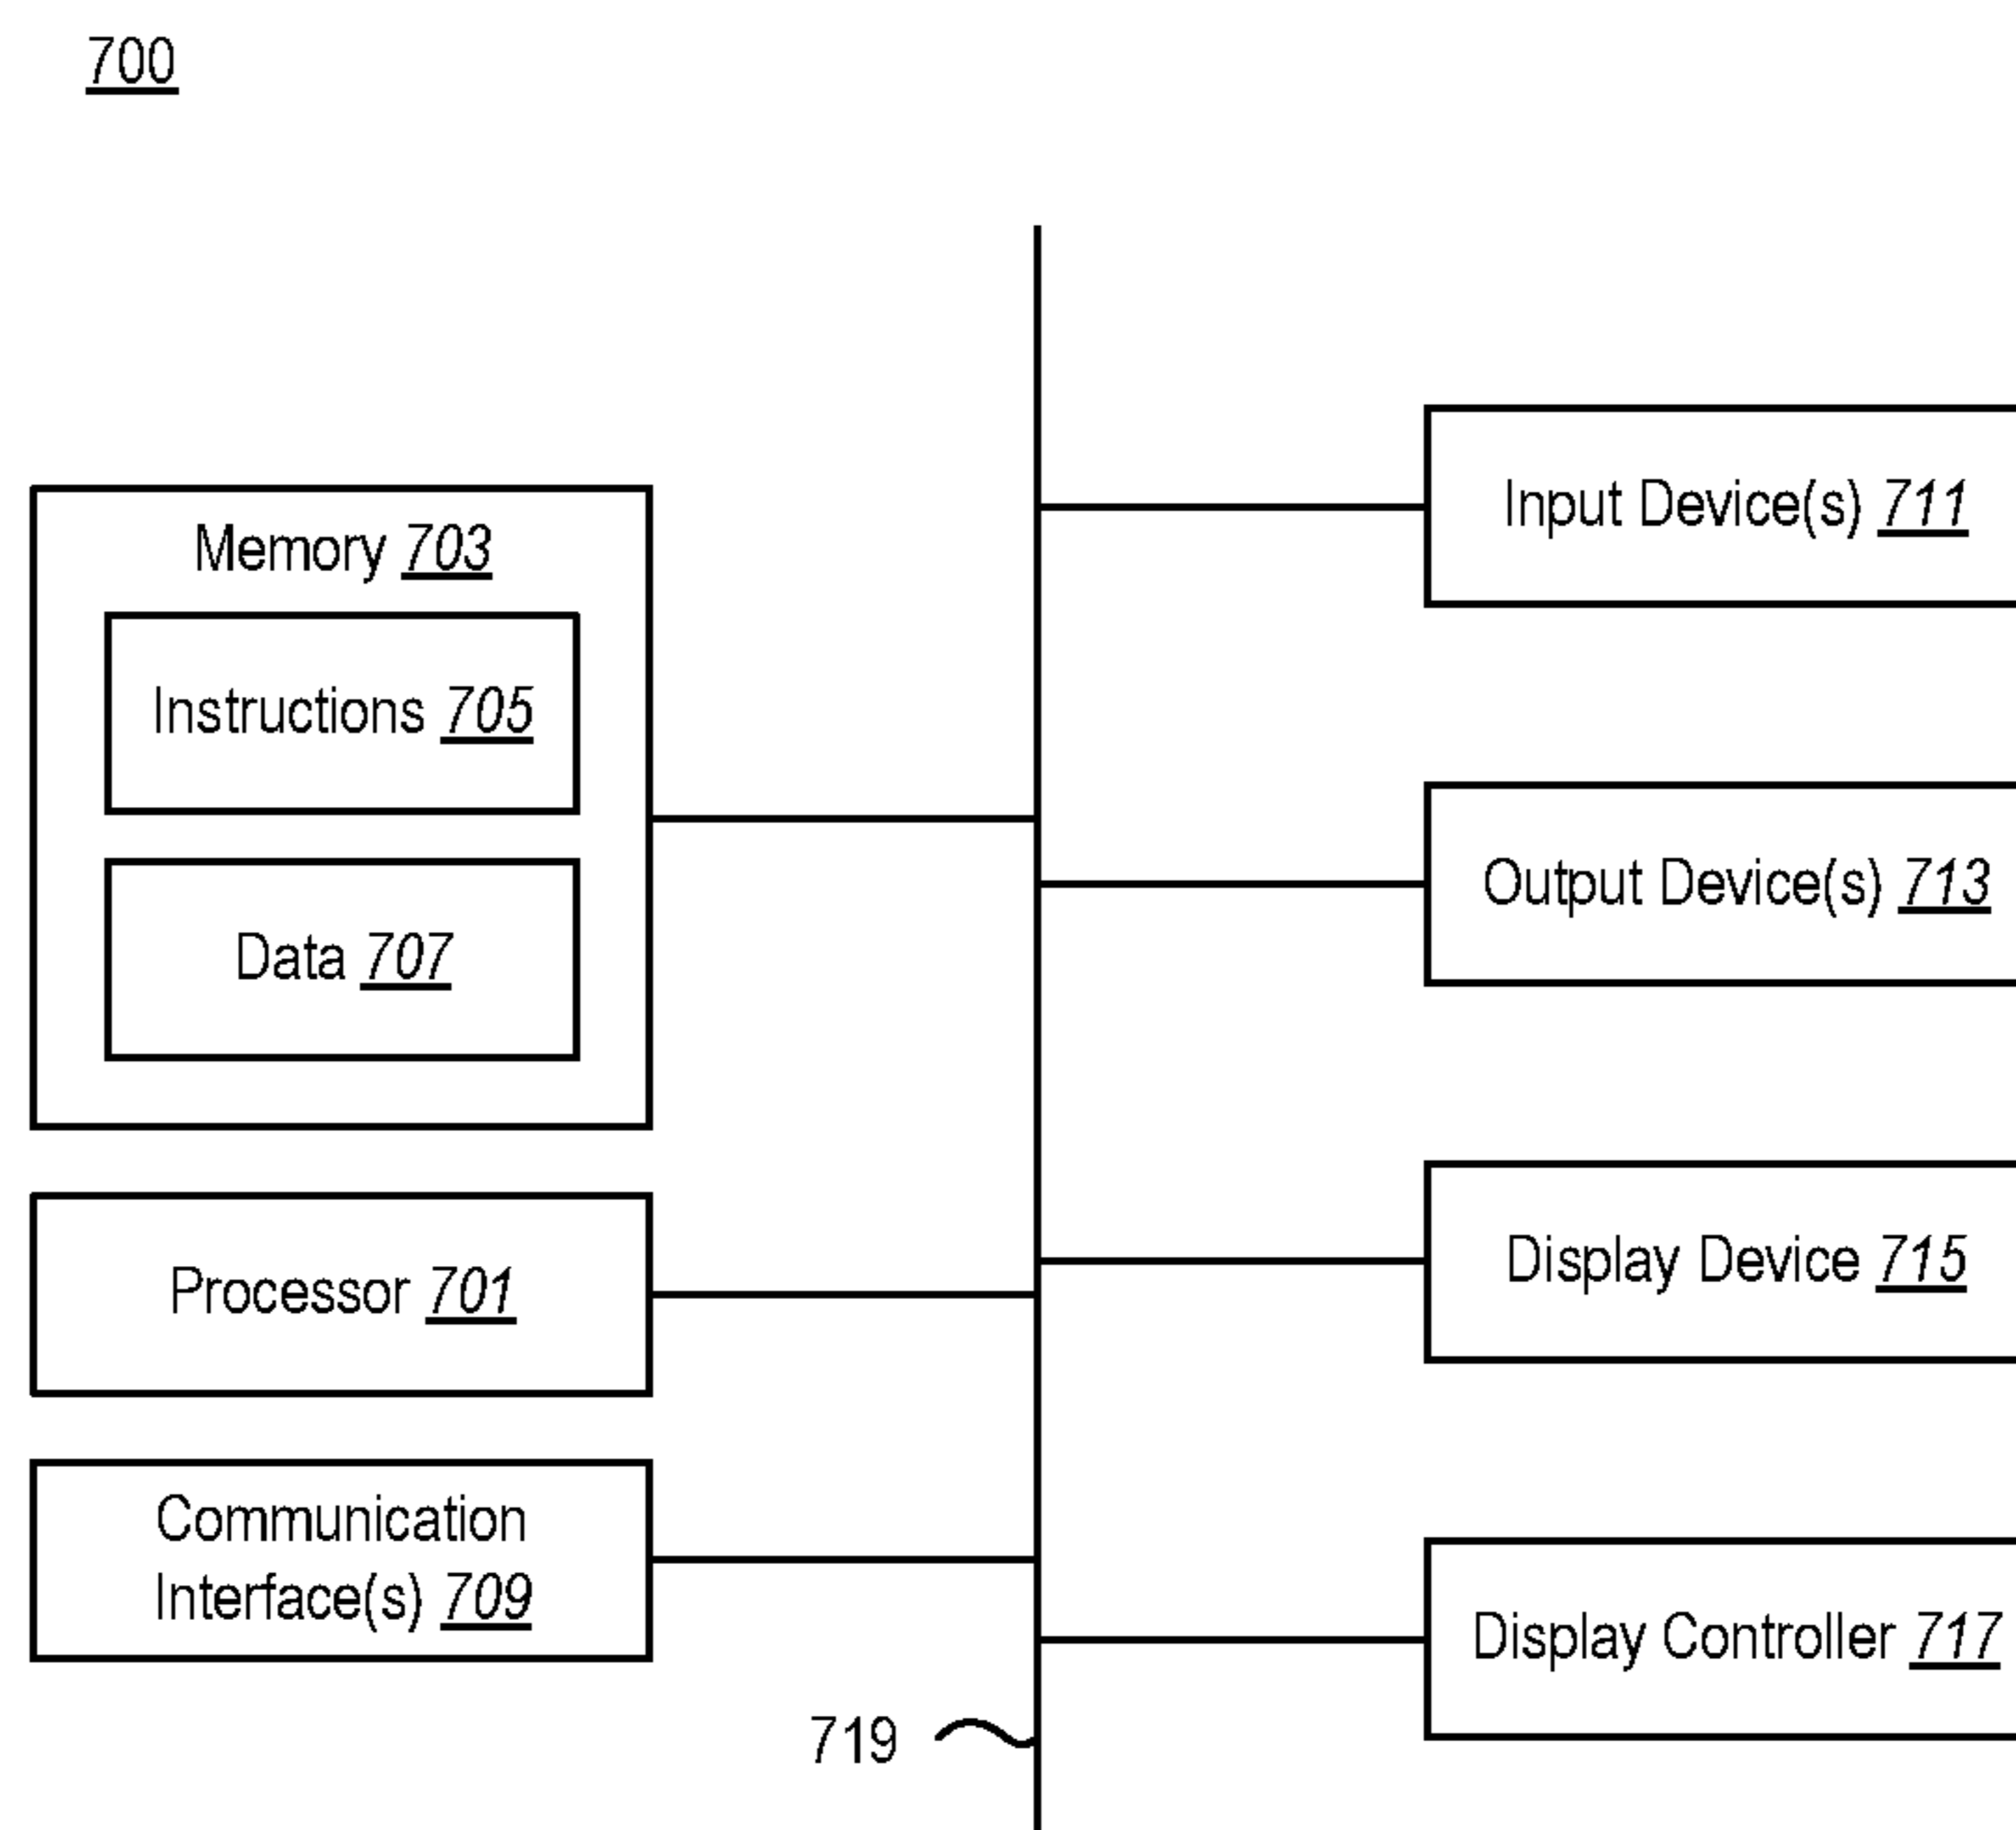 700
Memory 703
Instructions 705
Data 707
Processor 701
Communication
Interface(s) 709
Input Device(s) 711
Output Device(s) 713
Display Device 715
Display Controller 717
719